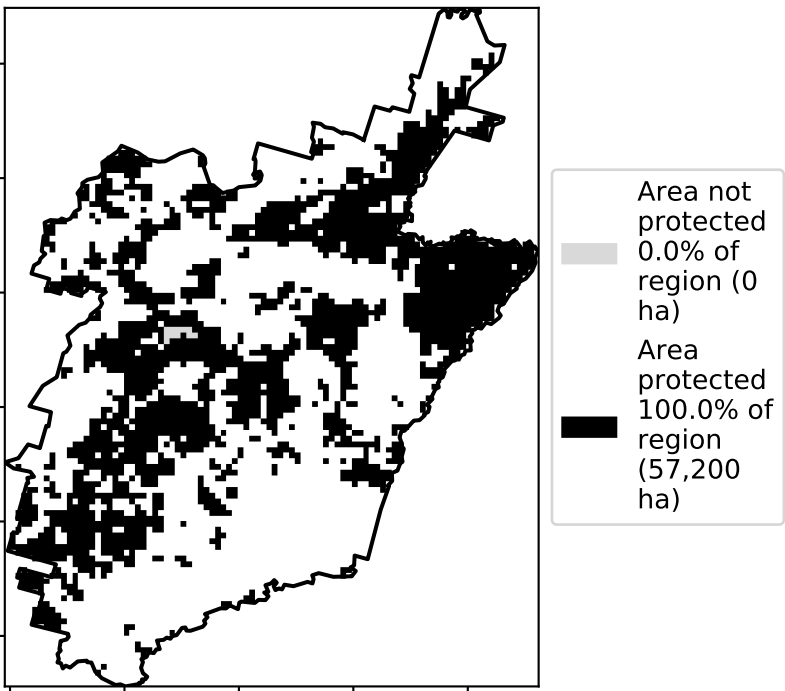 Area not
protected
0.0% of
region (0
ha)
Area
protected
100.0% of
region
(57,200
ha)